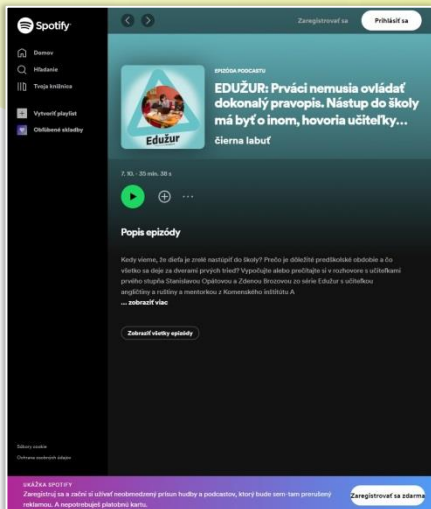 Spotify
Zaregistrovať sa
Prihlásiť sa
Domov
Hľadanie
Tvoja knižnica
Vytvoriť playlist
Obľúbené skladby
Edužur
EPIZÓDA PODCASTU
EDUŽUR: Prváci nemusia ovládať
dokonalý pravopis. Nástup do školy
má byť o inom, hovoria učiteľky…
čierna labuť
7. 10. · 35 min. 38 s
Popis epizódy
Kedy vieme, že dieťa je zrelé nastúpiť do školy? Prečo je dôležité predškolské obdobie a čo
všetko sa deje za dverami prvých tried? Vypočujte alebo prečítajte si v rozhovore s učiteľkami
prvého stupňa Stanislavou Opátovou a Zdenou Brozovou zo série Edužur s učiteľkou
angličtiny a ruštiny a mentorkou z Komenského inštitútu A
... zobraziť viac
Zobraziť všetky epizódy
Súbory cookie
Ochrana osobných údajov
UKÁŽKA SPOTIFY
Zaregistruj sa a začni si užívať neobmedzený prísun hudby a podcastov, ktorý bude sem-tam prerušený
reklamou. A nepotrebuješ platobnú kartu.
Zaregistrovať sa zdarma